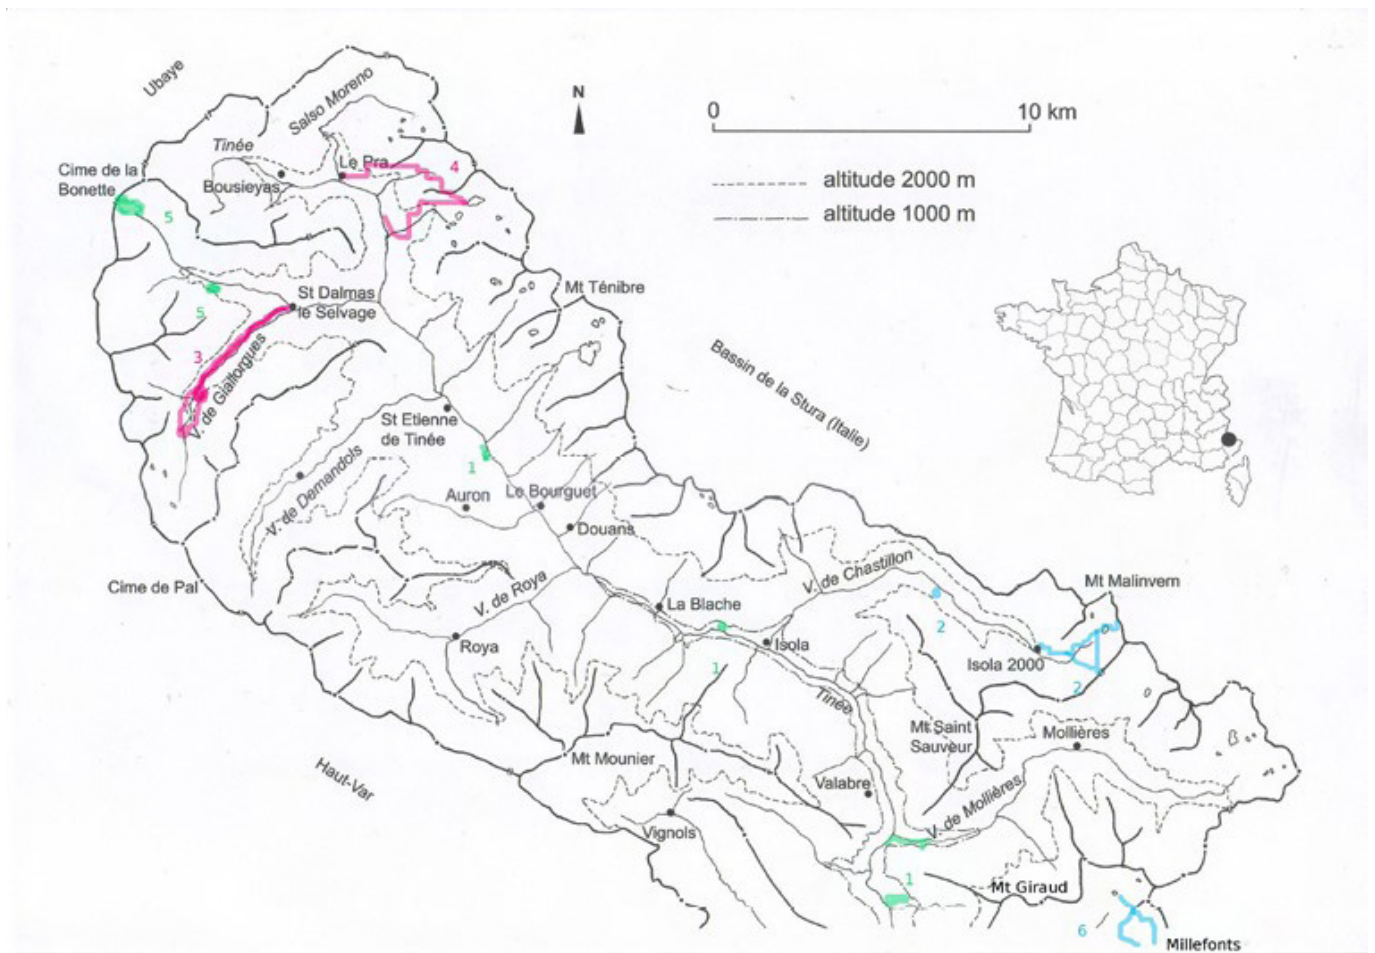 Ubaye
Salso Moreno
N
0
10 km
Tinée
Le Pra
4
Cime de la
Bonette
Bousieyas
altitude 2000 m
altitude 1000 m
5
St Dalmas
le Selvage
Mt Ténibre
5
3
V. de Gialforgues
Bassin de la Stura (Italie)
St Etienne
de Tinée
1
V. de Demandols
Auron
Le Bourguet
Douans
V. de Chastillon
Cime de Pal
V. de Roya
Mt Malinvern
La Blache
2
Roya
Isola
Isola 2000
1
2
Tinée
Mt Saint
Sauveur
Mollières
Mt Mounier
Haut-Var
Valabre
V. de Mollières
Vignols
1
Mt Giraud
6
Millefonts